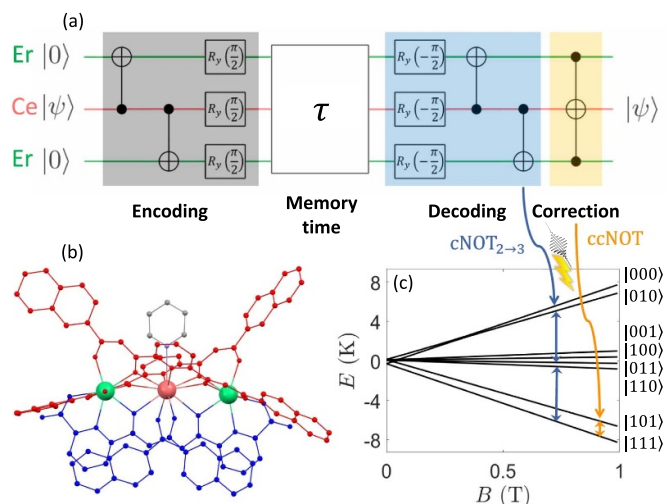 (a)
Er |0⟩ R_y(π/2) R_y(−π/2)
Ce |ψ⟩ R_y(π/2) τ R_y(−π/2) |ψ⟩
Er |0⟩ R_y(π/2) R_y(−π/2)
Encoding Memory time Decoding Correction
cNOT₂→₃ ccNOT
(b)
(c)
E (K)
8
4
0
-4
-8
0 0.5 1
B (T)
|000⟩
|010⟩
|001⟩
|100⟩
|011⟩
|110⟩
|101⟩
|111⟩